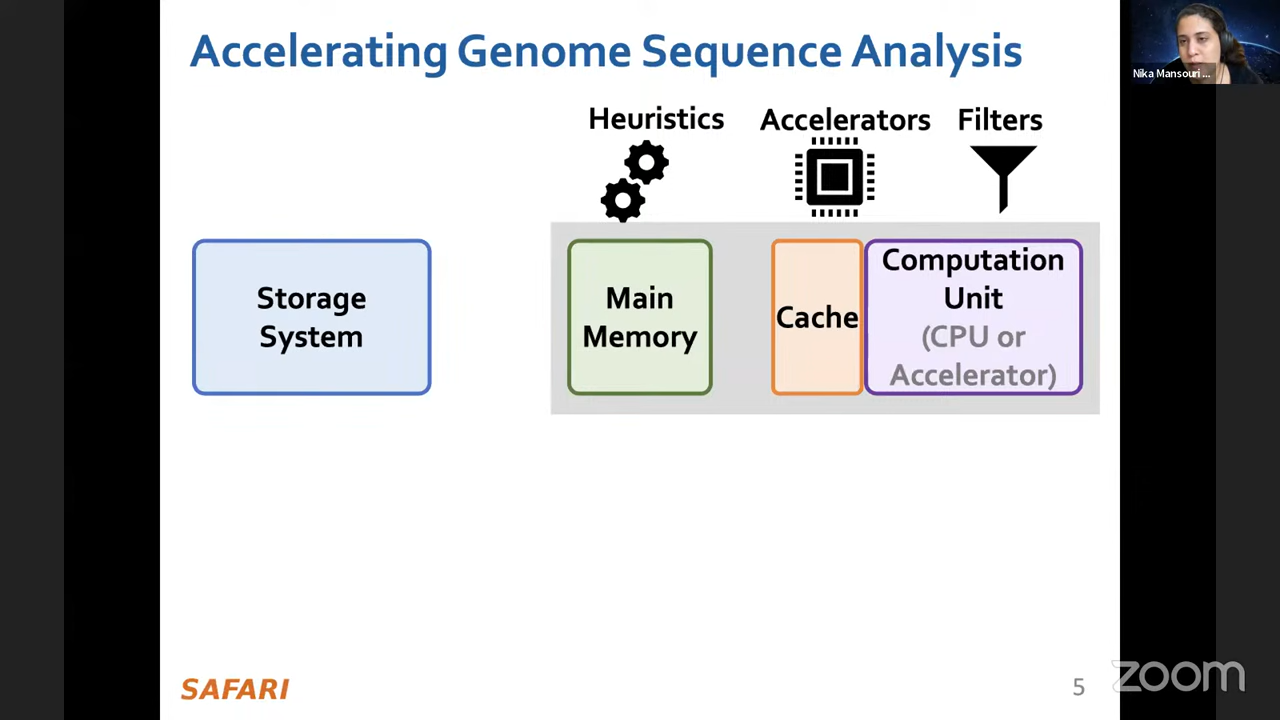 Accelerating Genome Sequence Analysis
Nika Mansouri ...
Heuristics
Accelerators
Filters
Storage
System
Main
Memory
Cache
Computation
Unit
(CPU or
Accelerator)
SAFARI
5
zoom